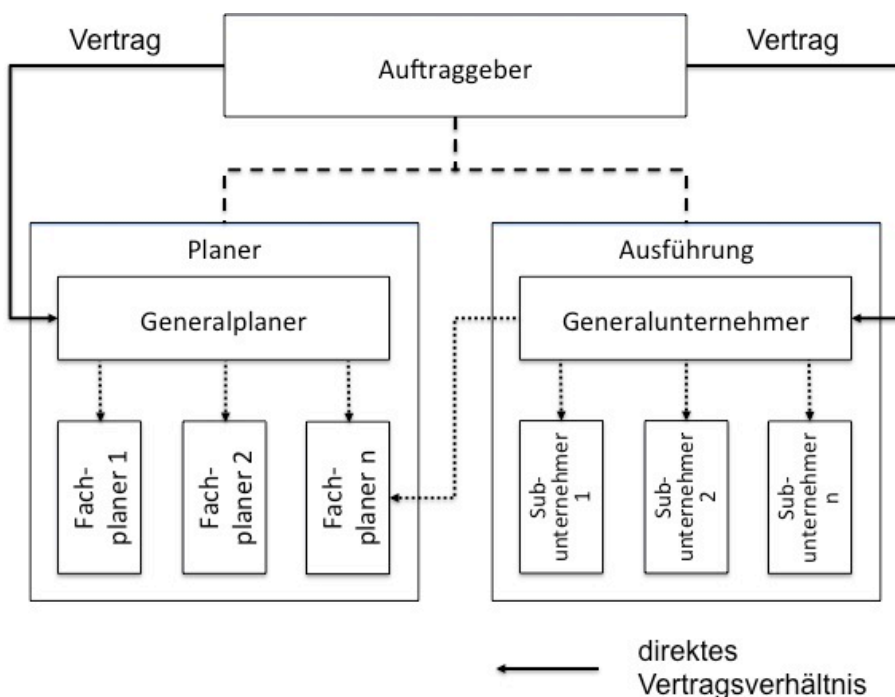 Vertrag
Vertrag
Auftraggeber
Planer
Ausführung
Generalplaner
Generalunternehmer
Fach-
planer 1
Fach-
planer 2
Fach-
planer n
Sub-
unternehmer
1
Sub-
unternehmer
2
Sub-
unternehmer
n
direktes
Vertragsverhältnis